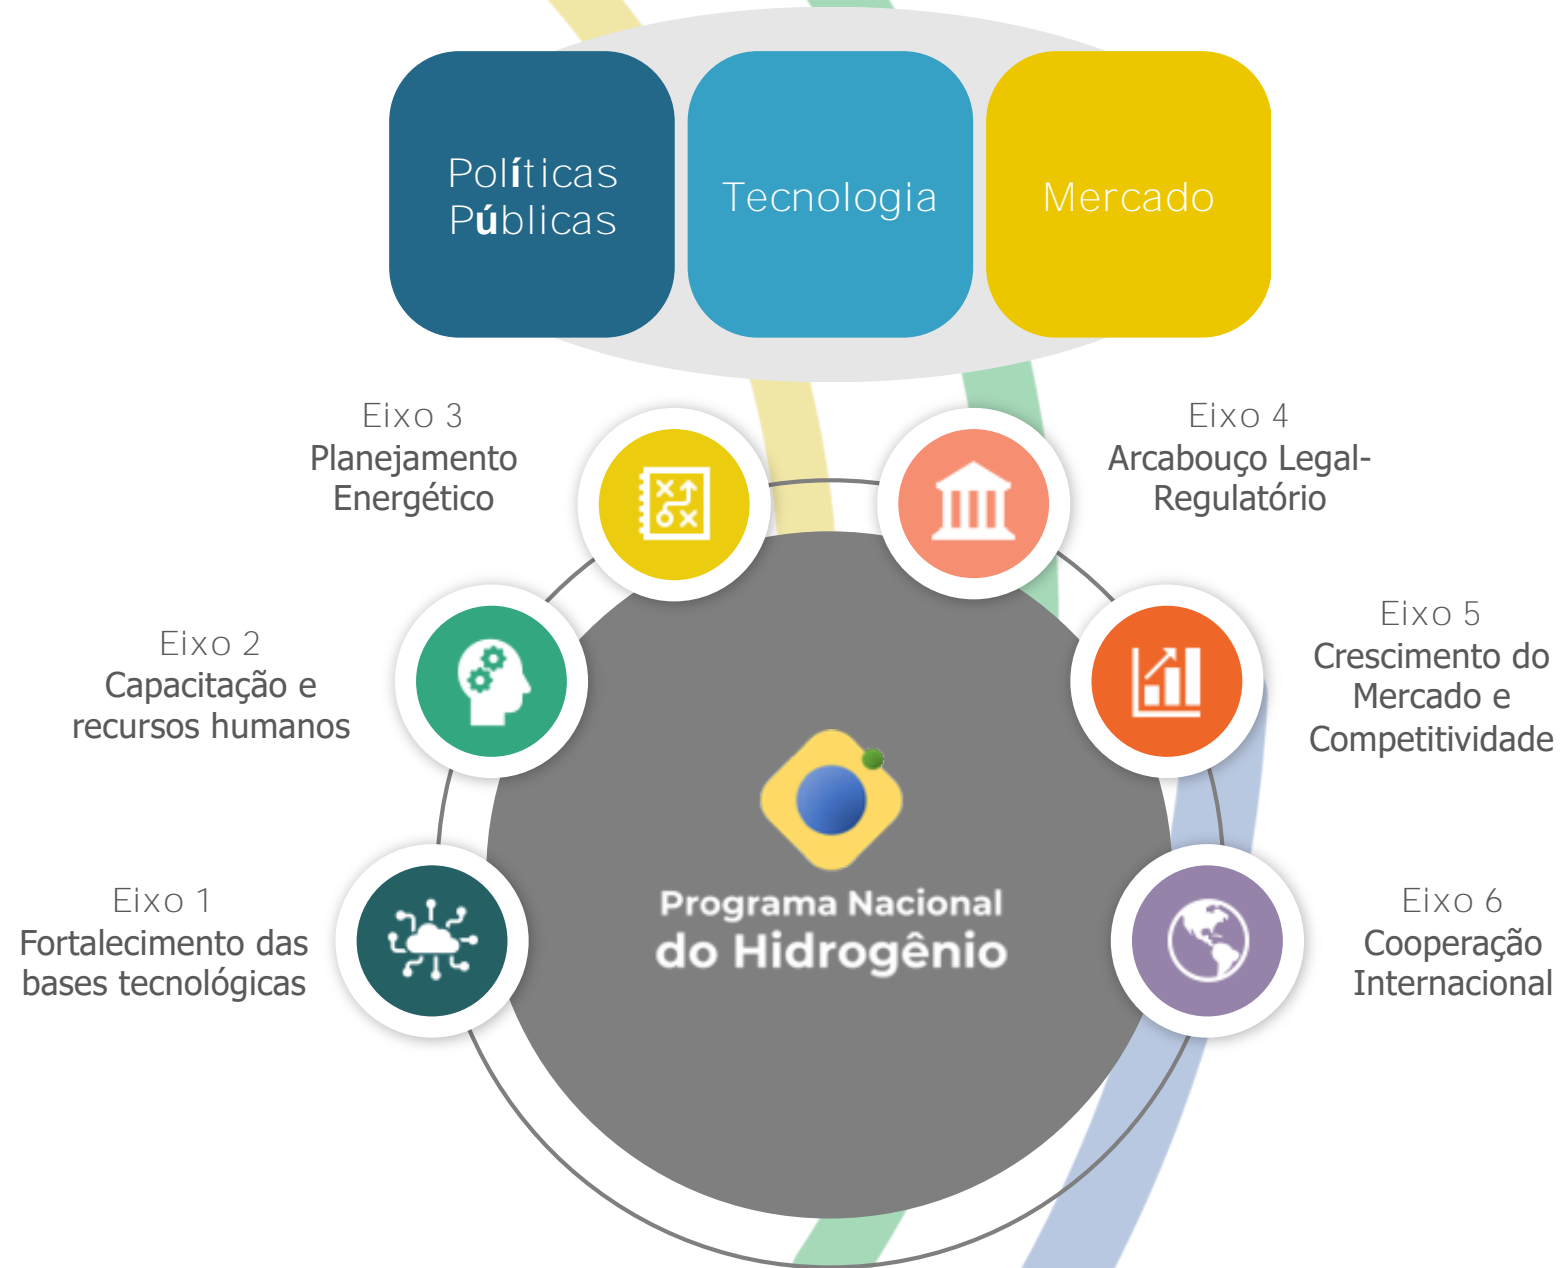 Políticas
Públicas
Tecnologia
Mercado
Eixo 3
Planejamento
Energético
Eixo 4
Arcabouço Legal-
Regulatório
Eixo 2
Capacitação e
recursos humanos
Eixo 5
Crescimento do
Mercado e
Competitividade
Eixo 1
Fortalecimento das
bases tecnológicas
Programa Nacional
do Hidrogênio
Eixo 6
Cooperação
Internacional